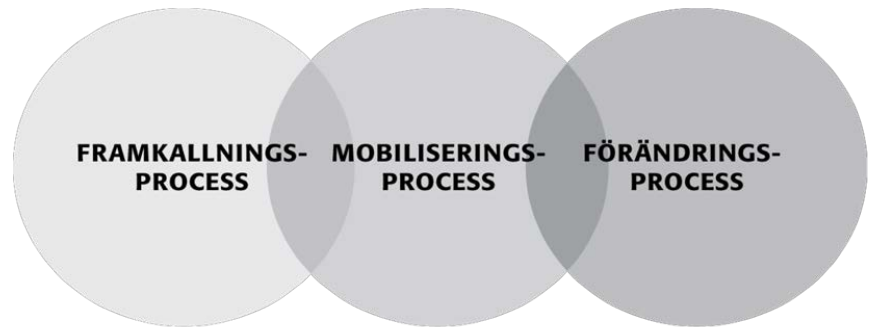 FRAMKALLNINGS-
PROCESS
MOBILISERINGS-
PROCESS
FÖRÄNDRINGS-
PROCESS